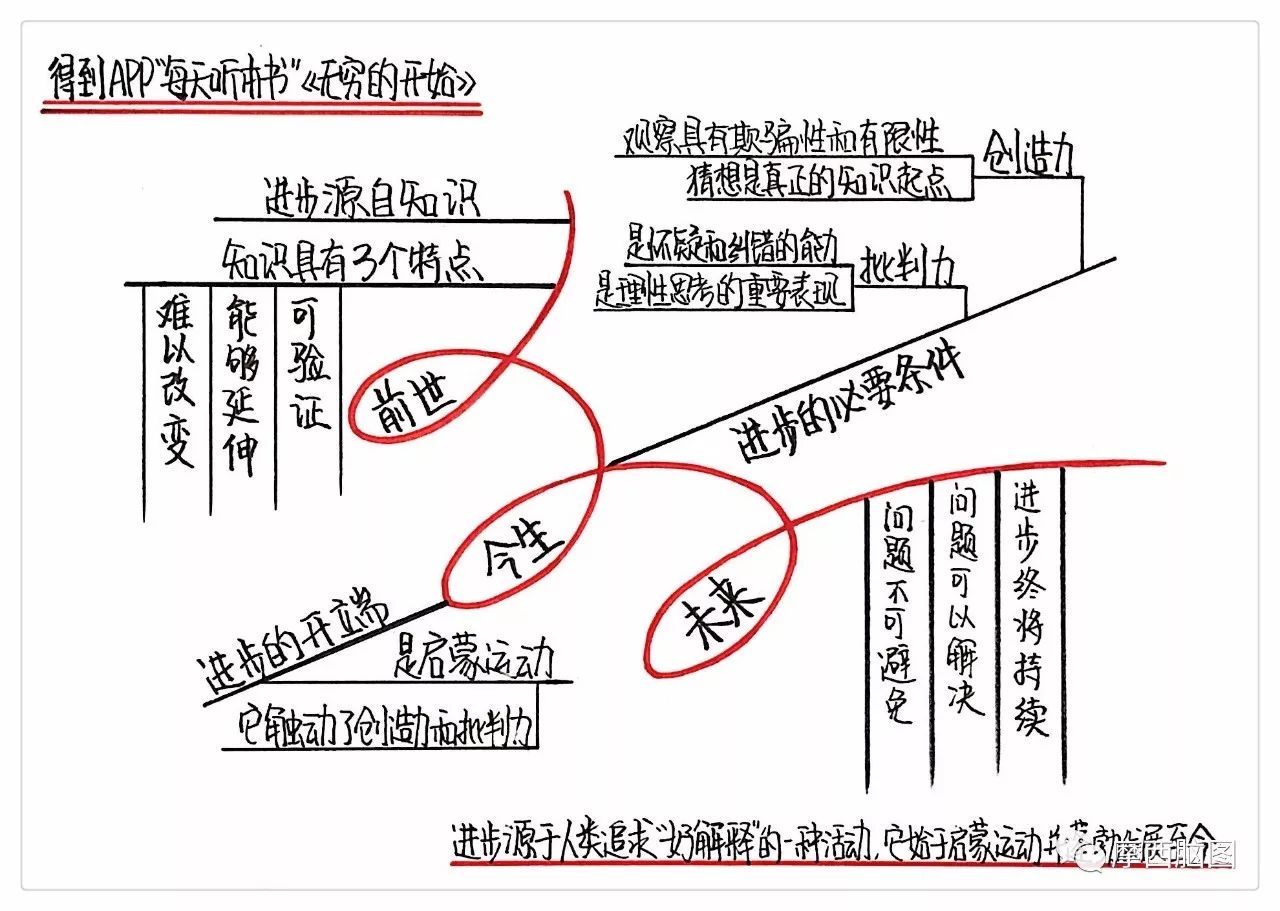 得到APP"每天听本书"《无穷的开始》
进步源自知识
知识具有3个特点
难以改变
能够延伸
可验证
前世
观察具有欺骗性和有限性
猜想是真正的知识起点
创造力
是怀疑和纠错的能力
是理性思考的重要表现
批判力
进步的必要条件
今生
进步的开端
是启蒙运动
它触动了创造力和批判力
未来
问题不可避免
问题可以解决
进步终将持续
进步源于人类追求"好解释"的一种活动,它始于启蒙运动
摩西脑图